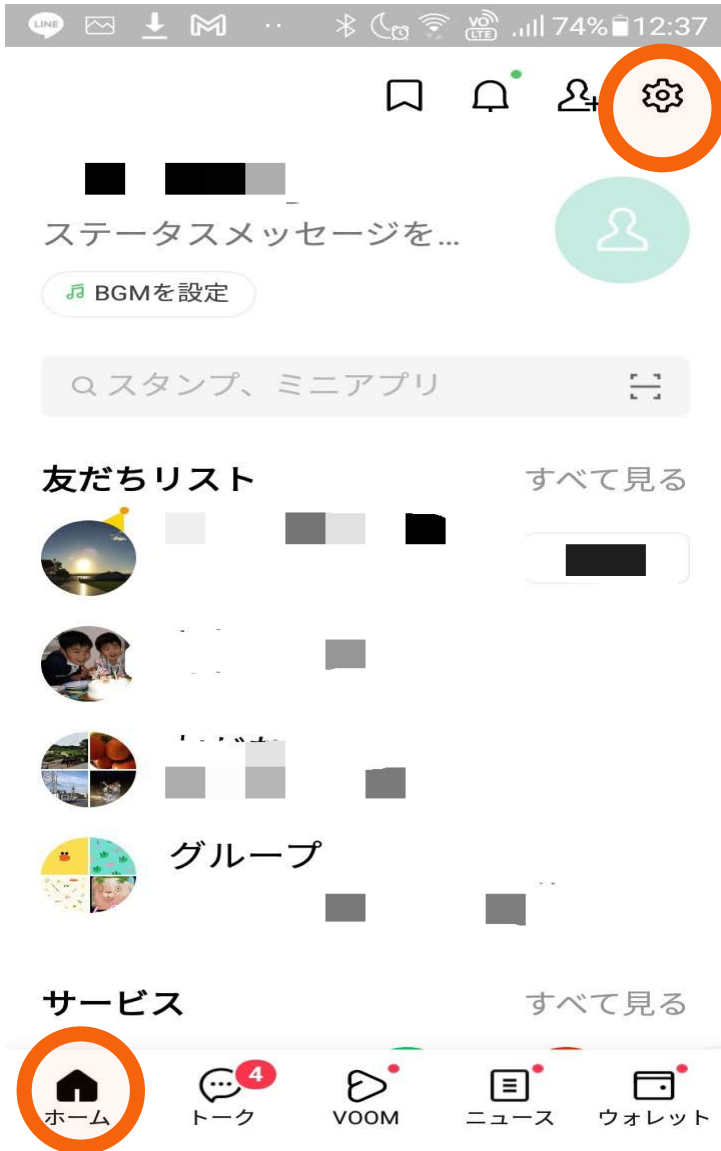 LINE VO)) LTE 74% 12:37
ステータスメッセージを...
BGMを設定
スタンプ、ミニアプリ
友だちリスト すべて見る
グループ
サービス すべて見る
4
ホーム トーク VOOM ニュース ウォレット